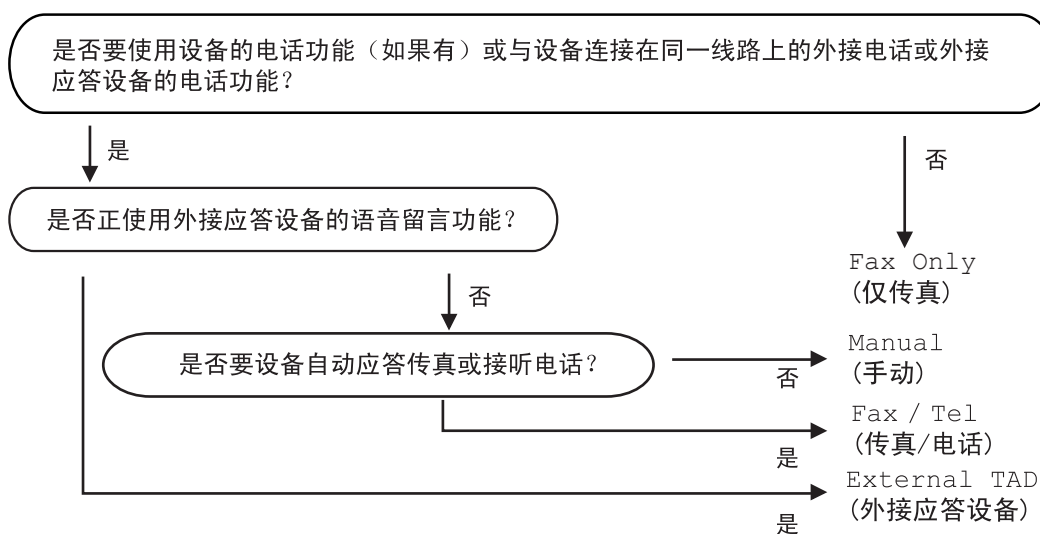 是否要使用设备的电话功能（如果有）或与设备连接在同一线路上的外接电话或外接
应答设备的电话功能？
是
否
是否正使用外接应答设备的语音留言功能？
Fax Only
(仅传真)
否
是否要设备自动应答传真或接听电话？
否
Manual
(手动)
是
Fax / Tel
(传真/电话)
是
External TAD
(外接应答设备)